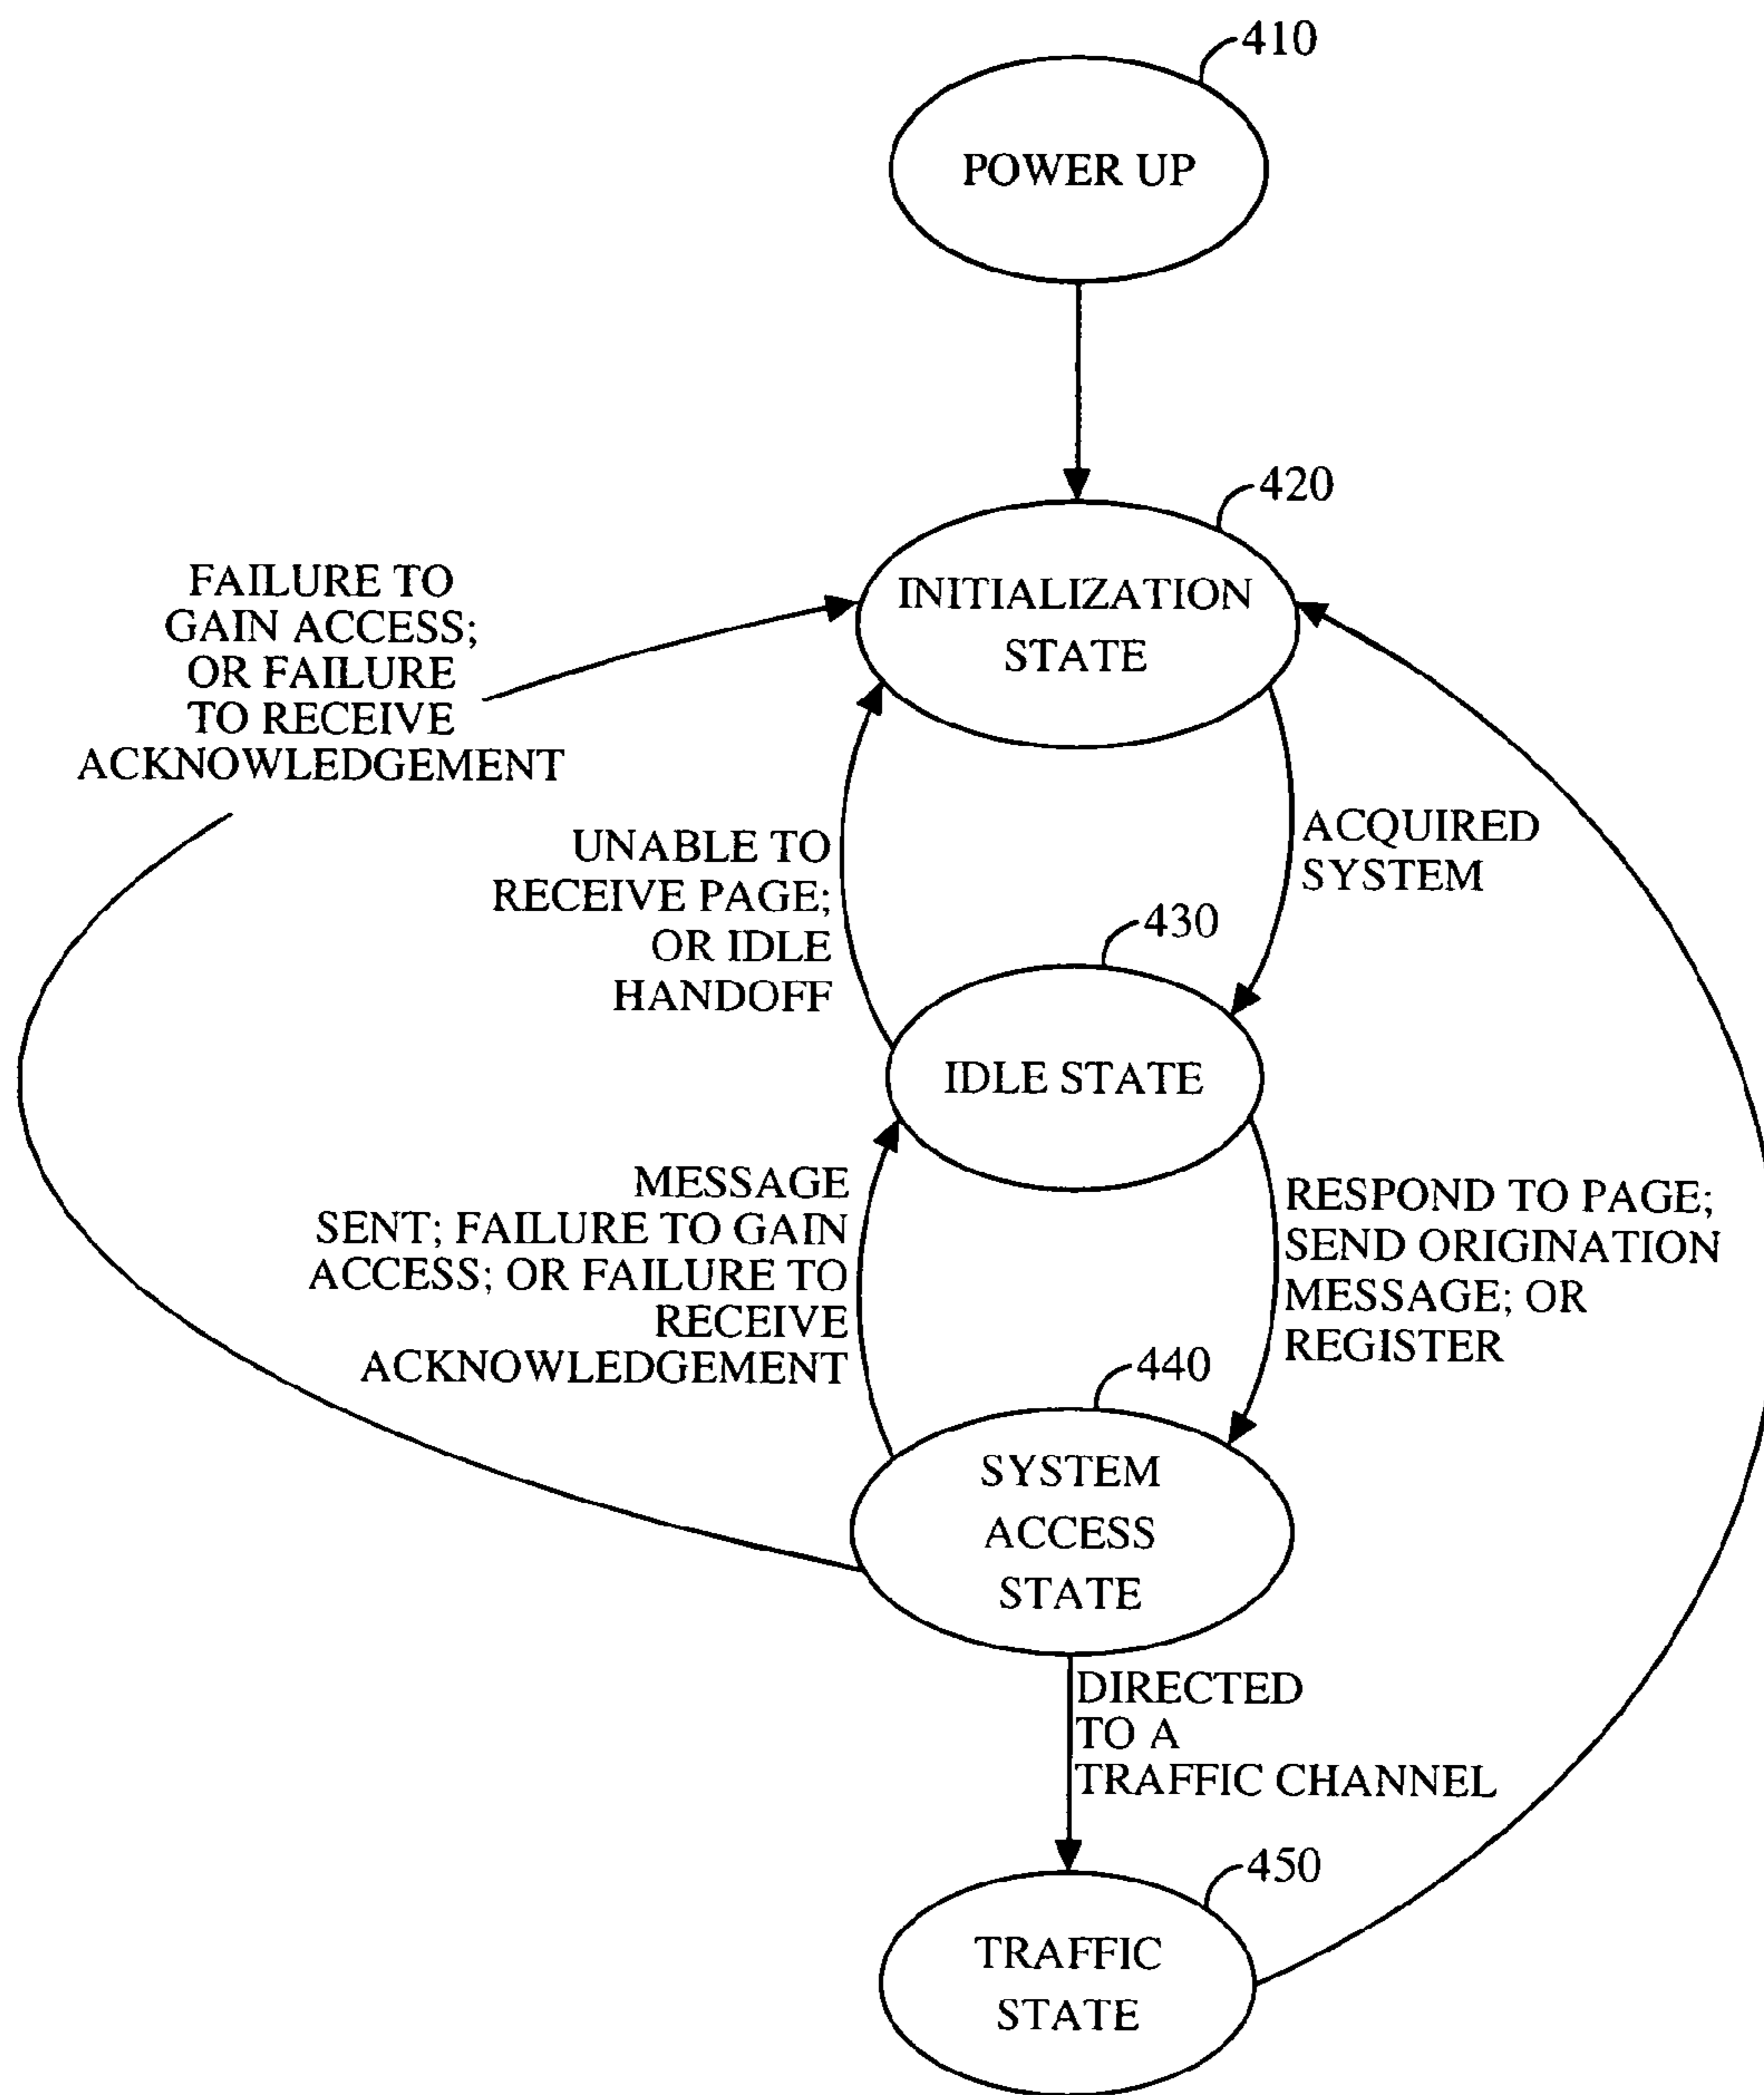 410
POWER UP
420
INITIALIZATION
STATE
FAILURE TO
GAIN ACCESS;
OR FAILURE
TO RECEIVE
ACKNOWLEDGEMENT
UNABLE TO
RECEIVE PAGE;
OR IDLE
HANDOFF
ACQUIRED
SYSTEM
430
IDLE STATE
MESSAGE
SENT; FAILURE TO GAIN
ACCESS; OR FAILURE TO
RECEIVE
ACKNOWLEDGEMENT
RESPOND TO PAGE;
SEND ORIGINATION
MESSAGE; OR
REGISTER
440
SYSTEM
ACCESS
STATE
DIRECTED
TO A
TRAFFIC CHANNEL
450
TRAFFIC
STATE